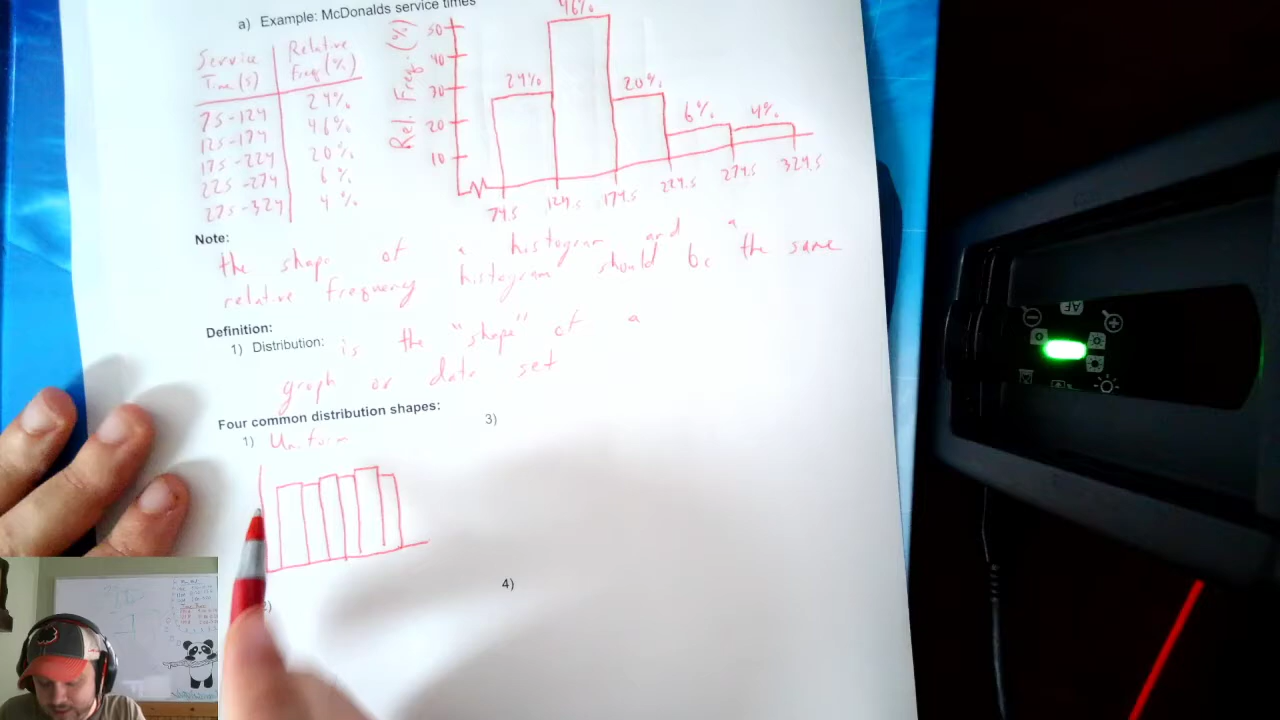 a) Example: McDonalds service times
Service Time (s) | Relative Freq (%)
75-124 24%
125-174 46%
175-224 20%
225-274 6%
275-324 4%
Rel. Freq. (%)
50
40
30
20
10
24%
46%
20%
6%
4%
74.5 124.5 174.5 224.5 274.5 324.5
Note:
the shape of a histogram and a
relative frequency histogram should be the same
Definition:
1) Distribution: is the "shape" of a
graph or data set
Four common distribution shapes:
1) Uniform
3)
2)
4)
AF